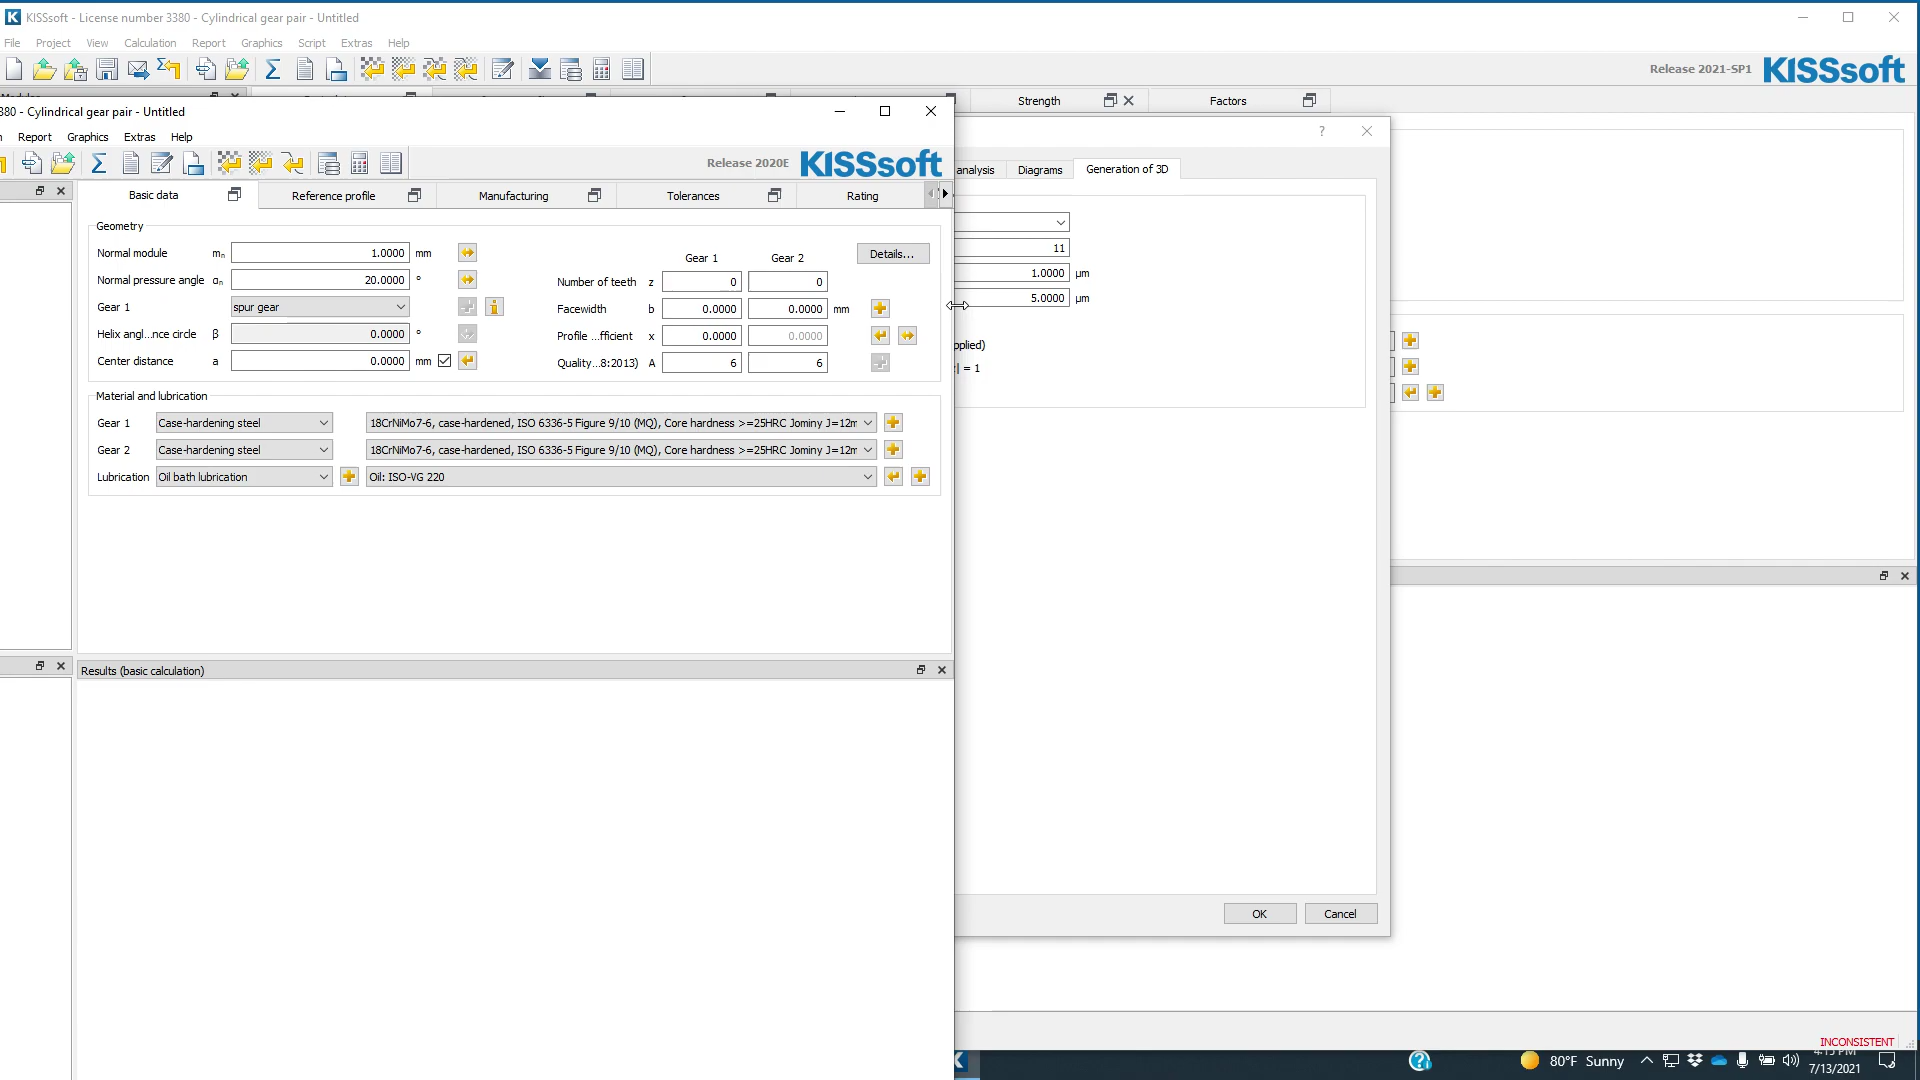 KISSsoft - License number 3380 - Cylindrical gear pair - Untitled
File Project View Calculation Report Graphics Script Extras Help
Release 2021-SP1 KISSsoft
Strength Factors
380 - Cylindrical gear pair - Untitled
Report Graphics Extras Help
Release 2020E KISSsoft
analysis Diagrams Generation of 3D
Basic data Reference profile Manufacturing Tolerances Rating
Geometry
Normal module mn 1.0000 mm
Gear 1 Gear 2 Details...
Normal pressure angle αn 20.0000 °
Number of teeth z 0 0
Gear 1 spur gear
Facewidth b 0.0000 0.0000 mm
Helix angl...nce circle β 0.0000 °
Profile ...fficient x 0.0000 0.0000
Center distance a 0.0000 mm
Quality...8:2013) A 6 6
11
1.0000 μm
5.0000 μm
pplied)
| = 1
Material and lubrication
Gear 1 Case-hardening steel 18CrNiMo7-6, case-hardened, ISO 6336-5 Figure 9/10 (MQ), Core hardness >=25HRC Jominy J=12m
Gear 2 Case-hardening steel 18CrNiMo7-6, case-hardened, ISO 6336-5 Figure 9/10 (MQ), Core hardness >=25HRC Jominy J=12m
Lubrication Oil bath lubrication Oil: ISO-VG 220
Results (basic calculation)
OK Cancel
INCONSISTENT
80°F Sunny
4:15 PM
7/13/2021